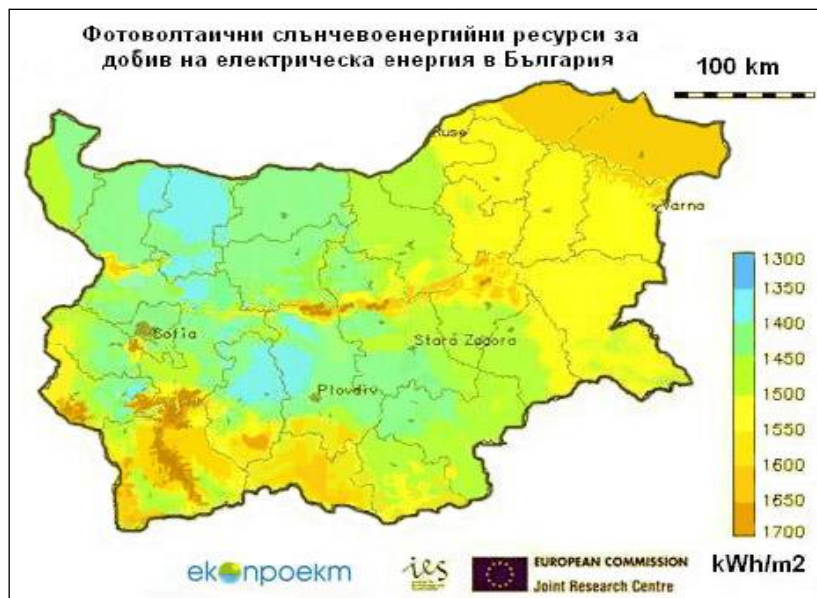 Фотоволтаични слънчевоенергийни ресурси за
добив на електрическа енергия в България
100 km
Ruse
Varna
1300
1350
1400
1450
1500
1550
1600
1650
1700
Sofia
Stara Zagora
Plovdiv
kWh/m2
екопроект
ies
EUROPEAN COMMISSION
Joint Research Centre